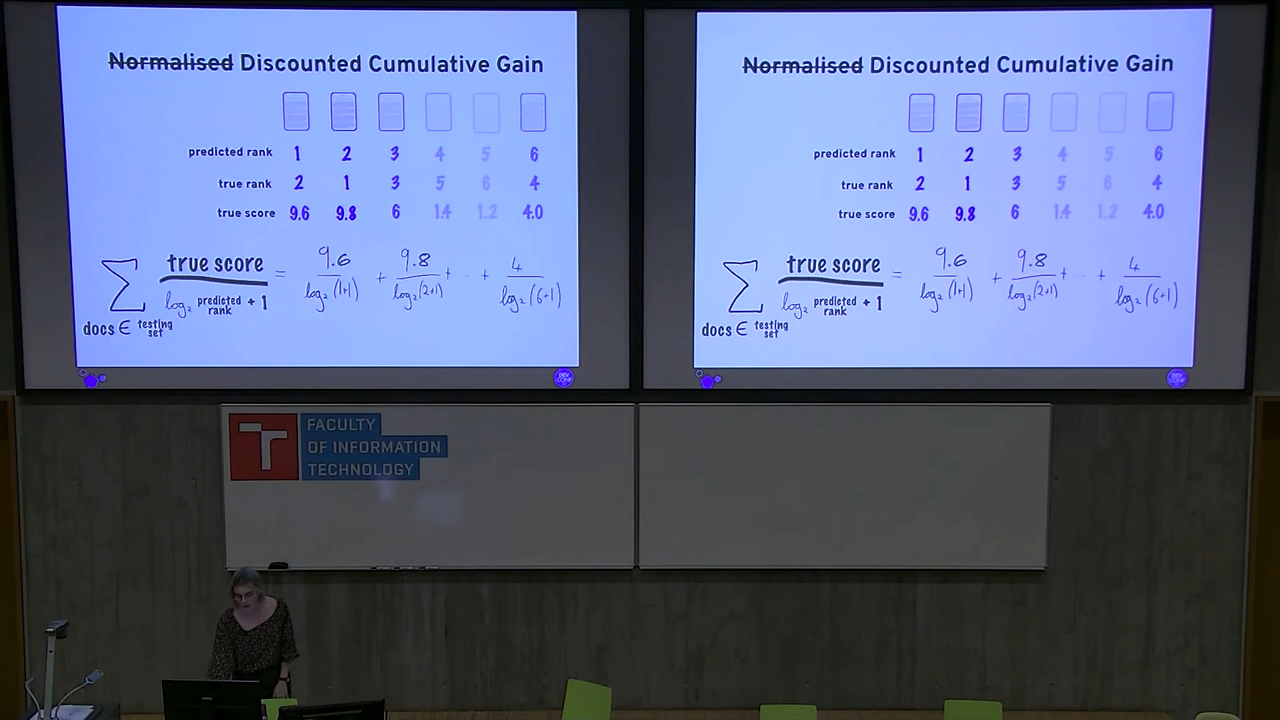 Normalised Discounted Cumulative Gain
predicted rank 1 2 3 4 5 6
true rank 2 1 3 5 6 4
true score 9.6 9.8 6 1.4 1.2 4.0
∑ docs ∈ testing set true score / log₂ predicted rank + 1 = 9.6 / log₂(1+1) + 9.8 / log₂(2+1) + ... + 4 / log₂(6+1)
DEV CONF
Normalised Discounted Cumulative Gain
predicted rank 1 2 3 4 5 6
true rank 2 1 3 5 6 4
true score 9.6 9.8 6 1.4 1.2 4.0
∑ docs ∈ testing set true score / log₂ predicted rank + 1 = 9.6 / log₂(1+1) + 9.8 / log₂(2+1) + ... + 4 / log₂(6+1)
DEV CONF
T FACULTY
OF INFORMATION
TECHNOLOGY